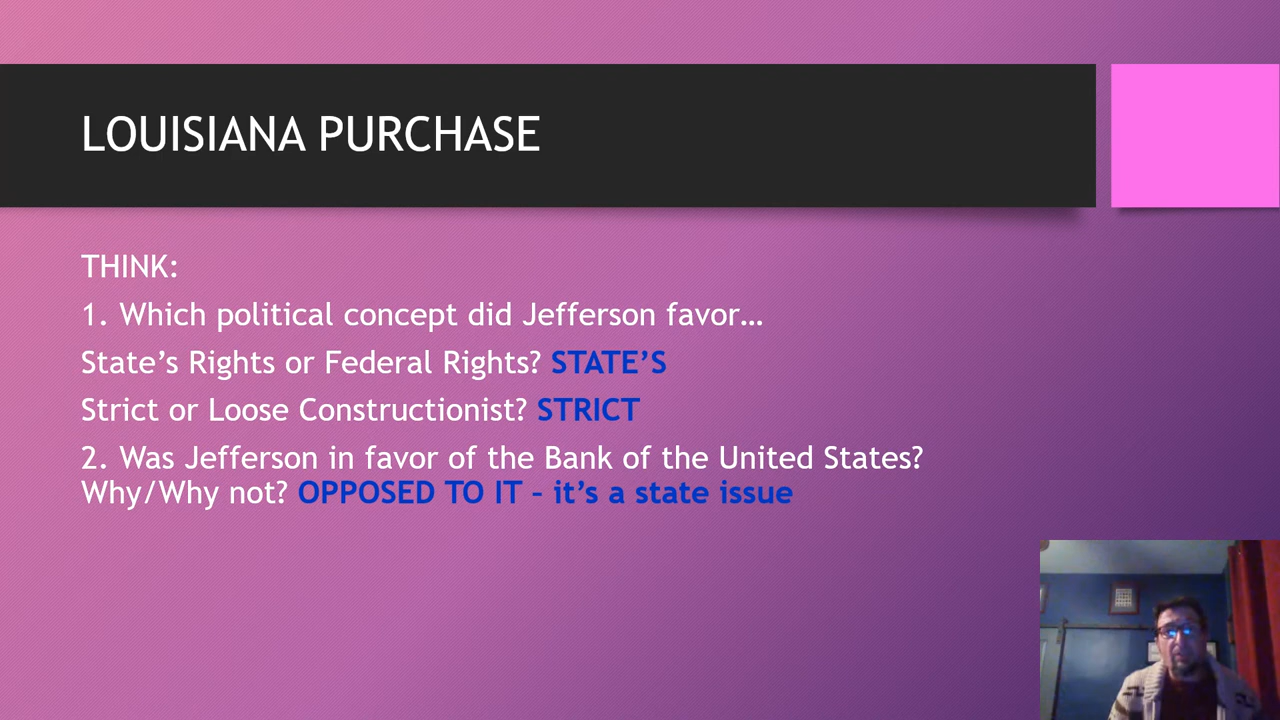 LOUISIANA PURCHASE
THINK:
1. Which political concept did Jefferson favor…
State’s Rights or Federal Rights? STATE’S
Strict or Loose Constructionist? STRICT
2. Was Jefferson in favor of the Bank of the United States?
Why/Why not? OPPOSED TO IT – it’s a state issue